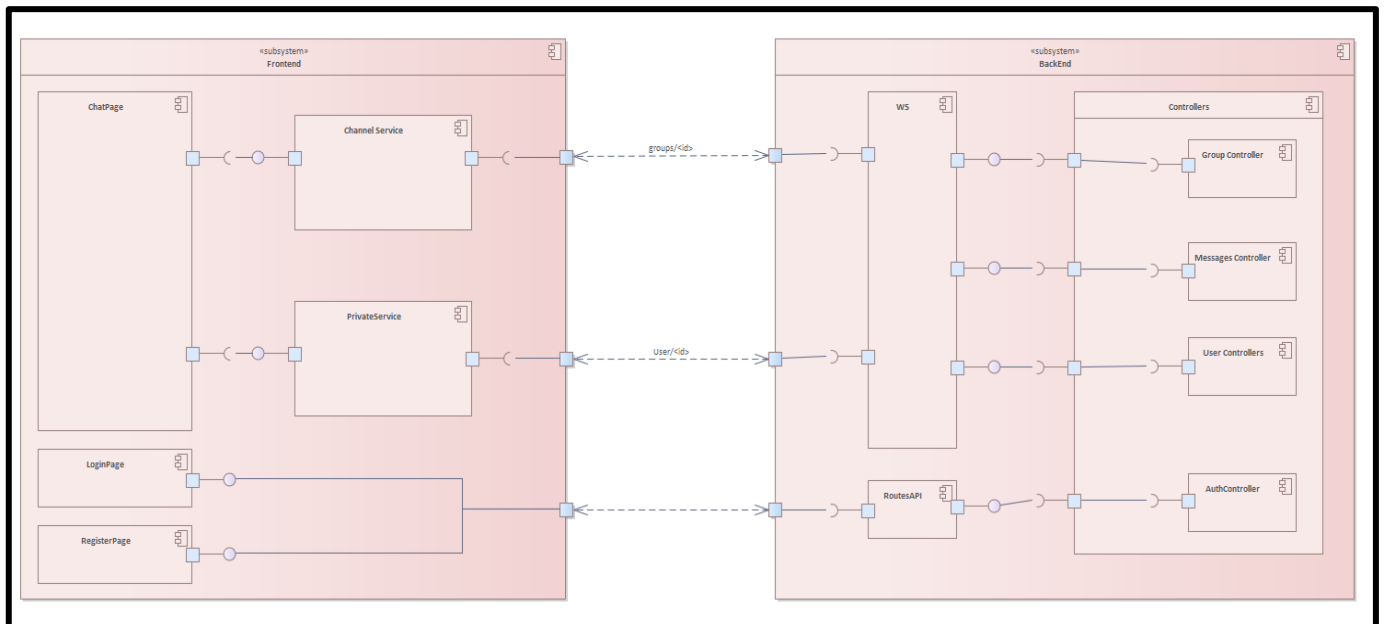 «subsystem»
Frontend
ChatPage
Channel Service
PrivateService
LoginPage
RegisterPage
groups/<id>
User/<id>
«subsystem»
BackEnd
WS
RoutesAPI
Controllers
Group Controller
Messages Controller
User Controllers
AuthController